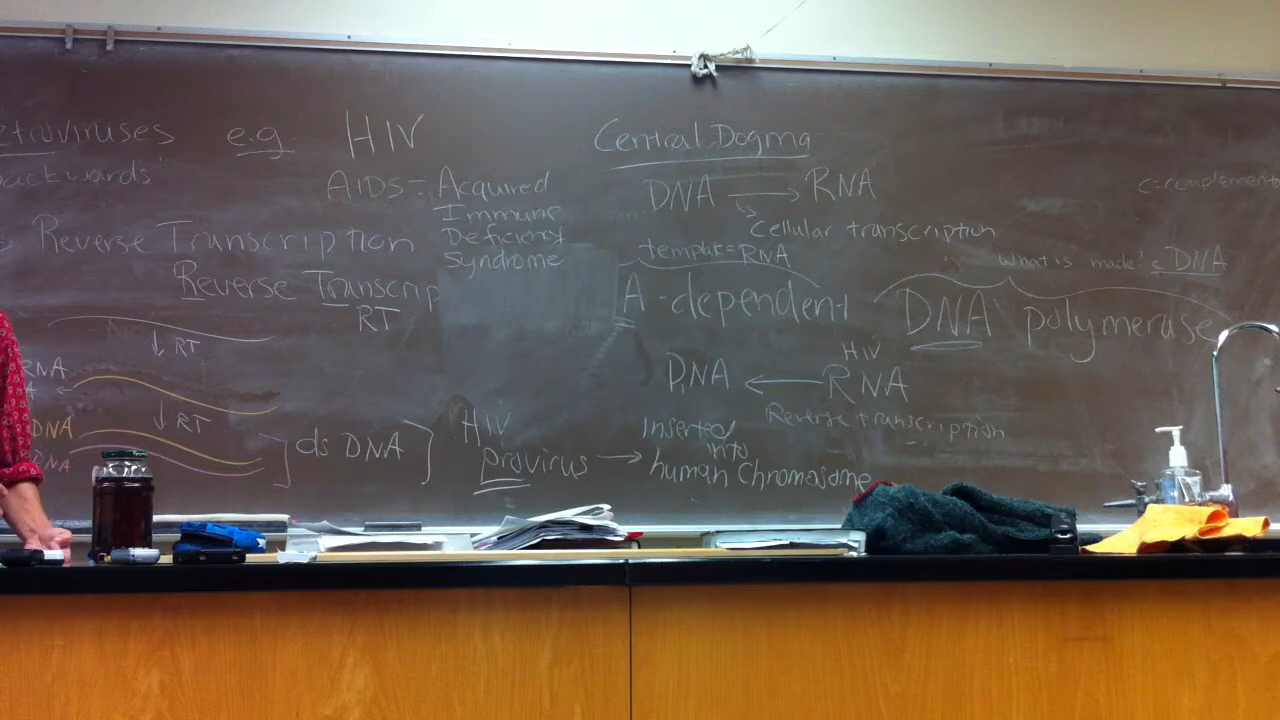 etroviruses e.g HIV
backwards
AIDS = Acquired
Immune
Deficiency
Syndrome
Reverse Transcription
Reverse Transcrip
RT
↓ RT
RNA
↓ RT
DNA
DNA
] ds DNA ]
HIV
provirus → Inserted
into
human Chromosome
Central Dogma
DNA → RNA
Cellular transcription
template=RNA
A-dependent DNA polymerase
what is made? cDNA
c=complement
HIV
DNA ← RNA
Reverse transcription